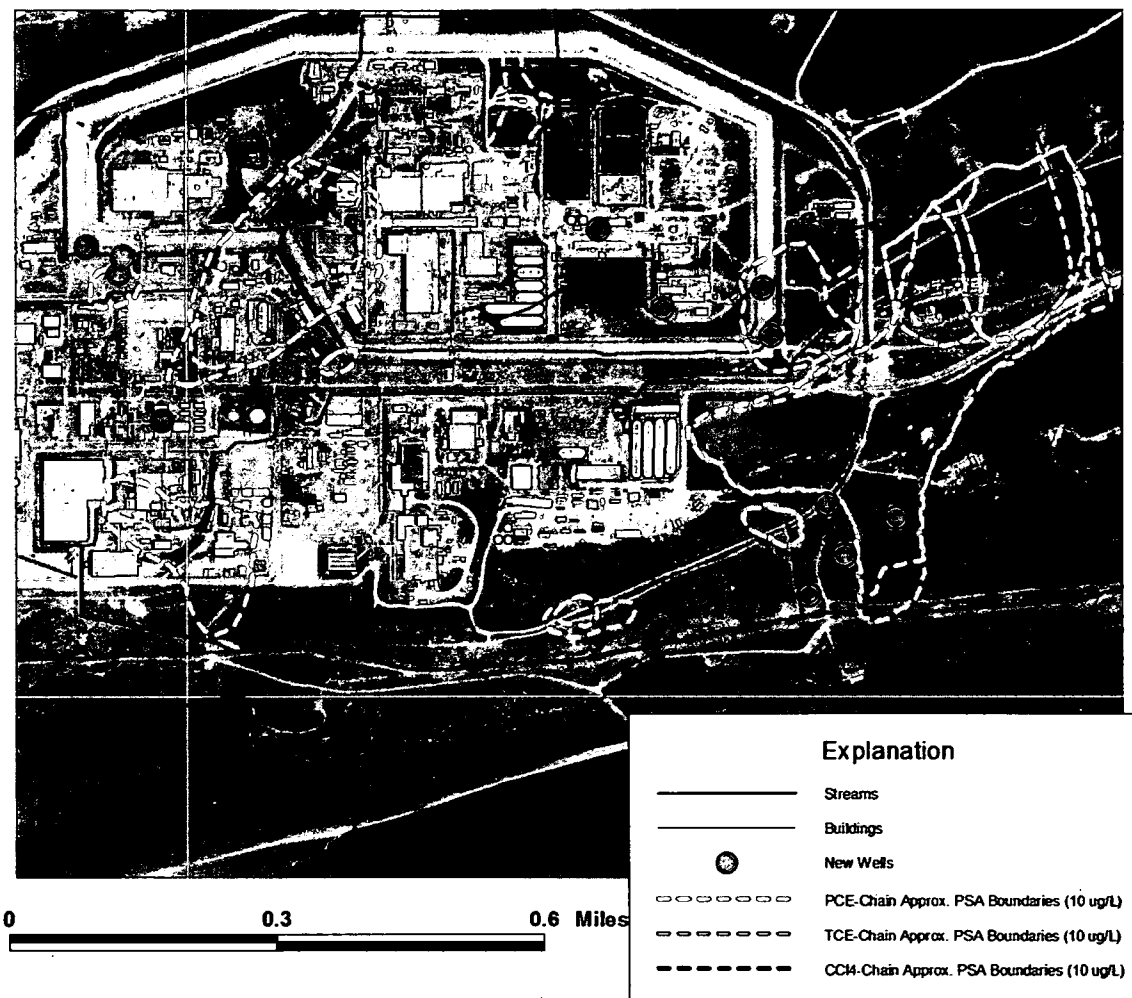 Explanation
Streams
Buildings
New Wells
PCE-Chain Approx. PSA Boundaries (10 ug/L)
TCE-Chain Approx. PSA Boundaries (10 ug/L)
CCl4-Chain Approx. PSA Boundaries (10 ug/L)
0 0.3 0.6 Miles